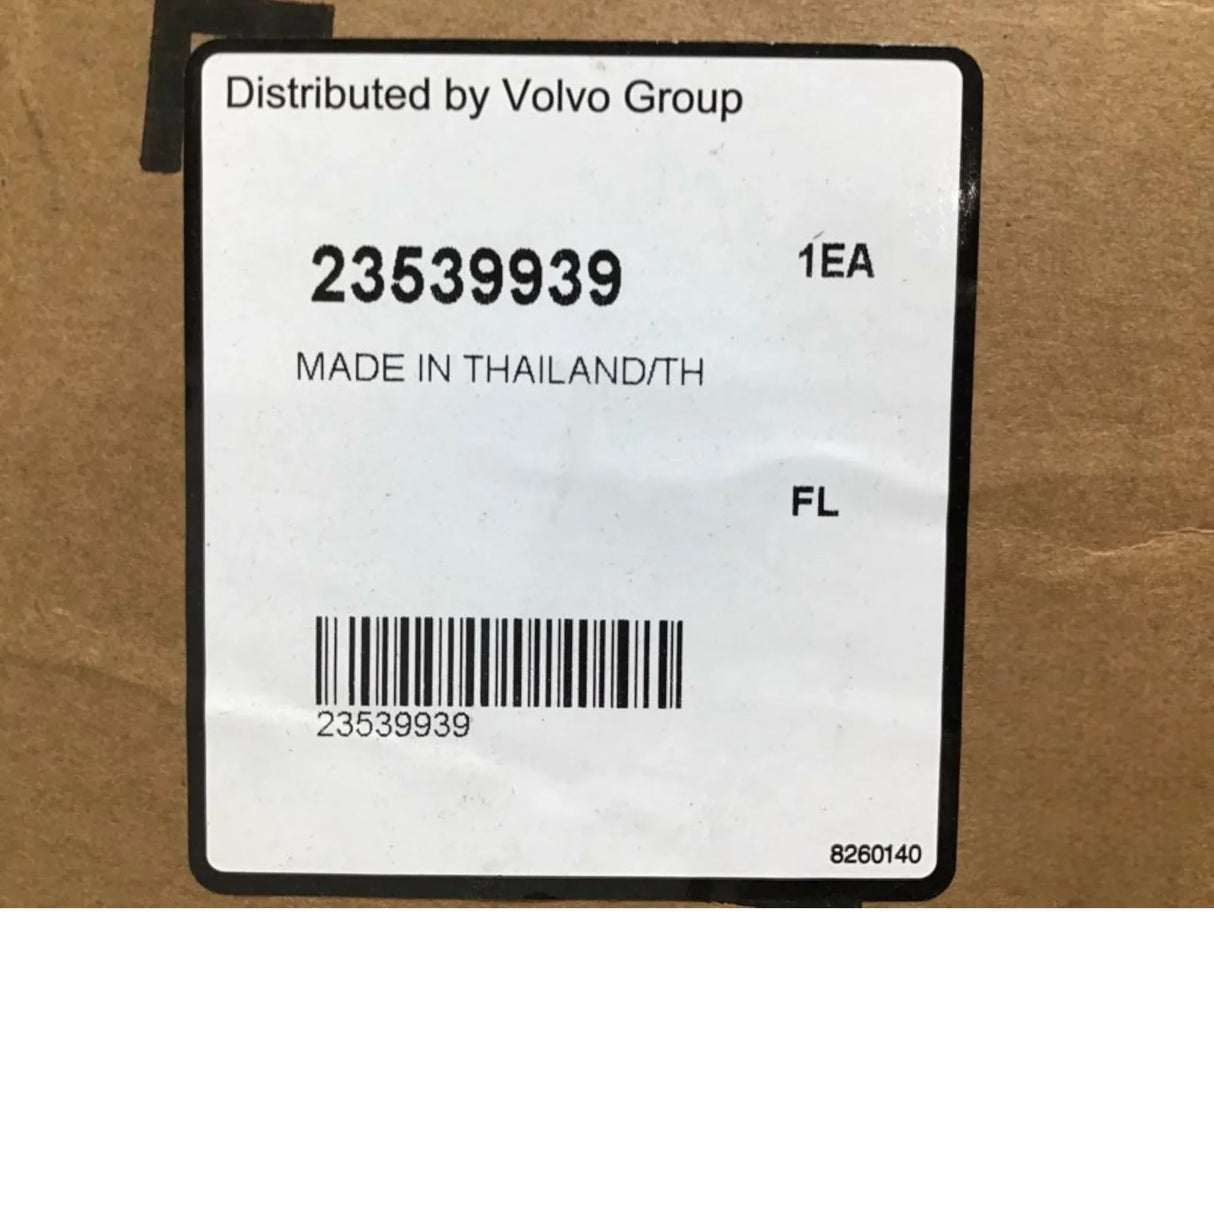 Distributed by Volvo Group
23539939
1EA
MADE IN THAILAND/TH
FL
23539939
8260140